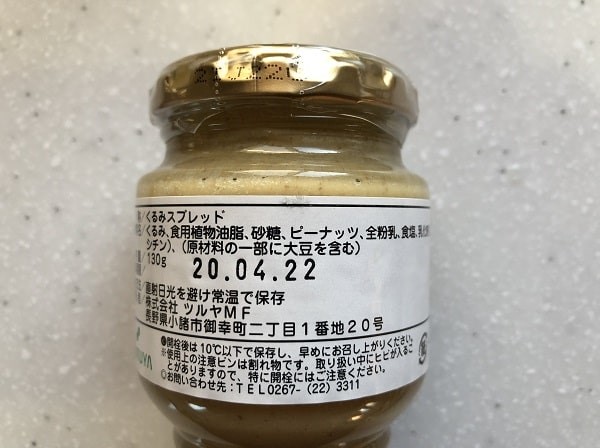 料/くるみスプレッド
くるみ、食用植物油脂、砂糖、ピーナッツ、全粉乳、食塩、乳化剤
シチン)、(原材料の一部に大豆を含む)
130g
20.04.22
直射日光を避け常温で保存
株式会社 ツルヤMF
長野県小諸市御幸町二丁目1番地20号
●開栓後は10℃以下で保存し、早めにお召し上がりください。
※使用上の注意ビンは割れ物です。取り扱い中にヒビが入るこ
とがありますので、特に開栓にはご注意ください。
◎お問い合わせ先:TEL0267-(22)3311